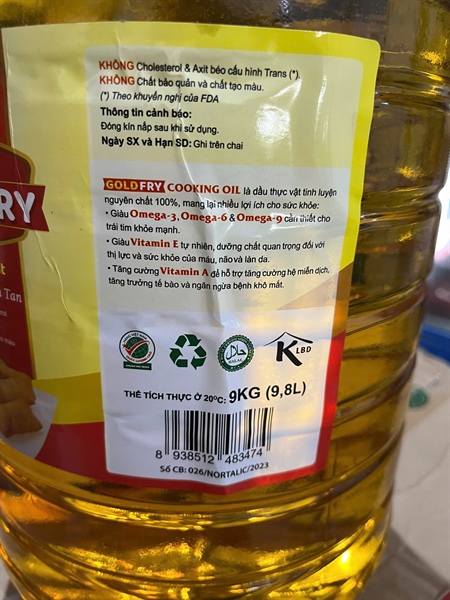 KHÔNG Cholesterol & Axit béo cấu hình Trans (*).
KHÔNG Chất bảo quản và chất tạo màu.
(*) Theo khuyến nghị của FDA
Thông tin cảnh báo:
Đóng kín nắp sau khi sử dụng.
Ngày SX và Hạn SD: Ghi trên chai
GOLDFRY COOKING OIL là dầu thực vật tinh luyện
nguyên chất 100%, mang lại nhiều lợi ích cho sức khỏe:
• Giàu Omega-3, Omega-6 & Omega-9 cần thiết cho
trái tim khỏe mạnh.
• Giàu Vitamin E tự nhiên, dưỡng chất quan trọng đối với
thị lực và sức khỏe của máu, não và làn da.
• Tăng cường Vitamin A để hỗ trợ tăng cường hệ miễn dịch,
tăng trưởng tế bào và ngăn ngừa bệnh khô mắt.
RY
Tan
HALAL
K LBD
THỂ TÍCH THỰC Ở 20°C: 9KG (9,8L)
8 938512 483474
Số CB: 026/NORTALIC/2023